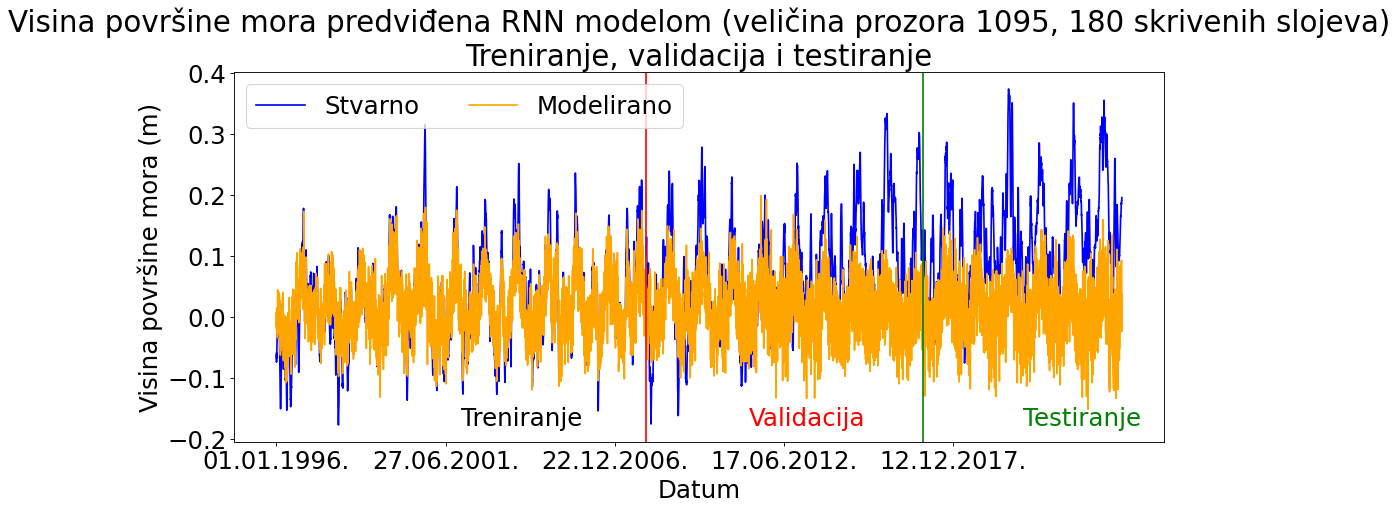 Visina površine mora predviđena RNN modelom (veličina prozora 1095, 180 skrivenih slojeva)
Treniranje, validacija i testiranje
Stvarno
Modelirano
Visina površine mora (m)
0.4
0.3
0.2
0.1
0.0
−0.1
−0.2
Treniranje
Validacija
Testiranje
01.01.1996.
27.06.2001.
22.12.2006.
17.06.2012.
12.12.2017.
Datum